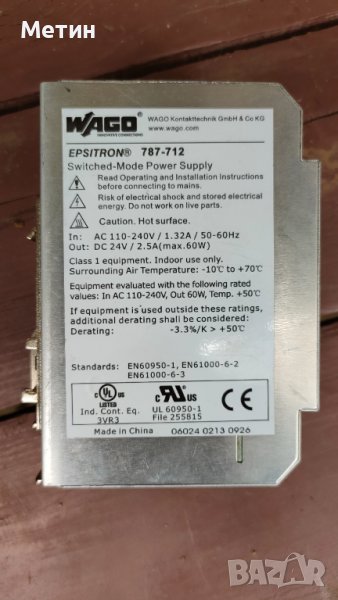 Метин
WAGO
INNOVATIVE CONNECTIONS
WAGO Kontakttechnik GmbH & Co KG
www.wago.com
EPSITRON® 787-712
Switched-Mode Power Supply
Read Operating and Installation Instructions
before connecting to mains.
Risk of electrical shock and stored electrical
energy. Do not work on live parts.
Caution. Hot surface.
In: AC 110-240V / 1.32A / 50-60Hz
Out: DC 24V / 2.5A(max.60W)
Class 1 equipment. Indoor use only.
Surrounding Air Temperature: -10℃ to +70℃
Equipment evaluated with the following rated
values: In AC 110-240V, Out 60W, Temp. +50℃
If equipment is used outside these ratings,
additional derating shall be considered:
Derating: -3.3%/K > +50℃
Standards: EN60950-1, EN61000-6-2
EN61000-6-3
C UL US
LISTED
Ind. Cont. Eq.
3VR3
C RU US
UL 60950-1
File 255815
CE
Made in China 06024 0213 0926
BAZAR